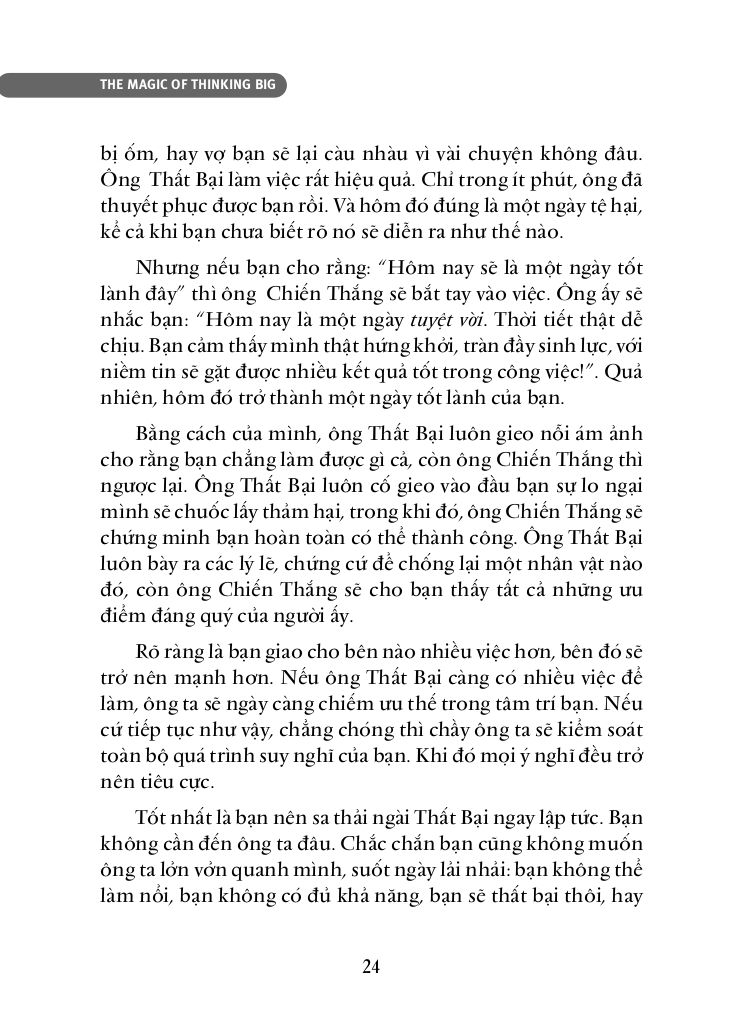 THE MAGIC OF THINKING BIG
bị ốm, hay vợ bạn sẽ lại càu nhàu vì vài chuyện không đâu.
Ông Thất Bại làm việc rất hiệu quả. Chỉ trong ít phút, ông đã
thuyết phục được bạn rồi. Và hôm đó đúng là một ngày tệ hại,
kể cả khi bạn chưa biết rõ nó sẽ diễn ra như thế nào.
Nhưng nếu bạn cho rằng: “Hôm nay sẽ là một ngày tốt
lành đây” thì ông Chiến Thắng sẽ bắt tay vào việc. Ông ấy sẽ
nhắc bạn: “Hôm nay là một ngày tuyệt vời. Thời tiết thật dễ
chịu. Bạn cảm thấy mình thật hứng khởi, tràn đầy sinh lực, với
niềm tin sẽ gặt được nhiều kết quả tốt trong công việc!”. Quả
nhiên, hôm đó trở thành một ngày tốt lành của bạn.
Bằng cách của mình, ông Thất Bại luôn gieo nỗi ám ảnh
cho rằng bạn chẳng làm được gì cả, còn ông Chiến Thắng thì
ngược lại. Ông Thất Bại luôn cố gieo vào đầu bạn sự lo ngại
mình sẽ chuốc lấy thảm hại, trong khi đó, ông Chiến Thắng sẽ
chứng minh bạn hoàn toàn có thể thành công. Ông Thất Bại
luôn bày ra các lý lẽ, chứng cứ để chống lại một nhân vật nào
đó, còn ông Chiến Thắng sẽ cho bạn thấy tất cả những ưu
điểm đáng quý của người ấy.
Rõ ràng là bạn giao cho bên nào nhiều việc hơn, bên đó sẽ
trở nên mạnh hơn. Nếu ông Thất Bại càng có nhiều việc để
làm, ông ta sẽ ngày càng chiếm ưu thế trong tâm trí bạn. Nếu
cứ tiếp tục như vậy, chẳng chóng thì chầy ông ta sẽ kiểm soát
toàn bộ quá trình suy nghĩ của bạn. Khi đó mọi ý nghĩ đều trở
nên tiêu cực.
Tốt nhất là bạn nên sa thải ngài Thất Bại ngay lập tức. Bạn
không cần đến ông ta đâu. Chắc chắn bạn cũng không muốn
ông ta lởn vởn quanh mình, suốt ngày lải nhải: bạn không thể
làm nổi, bạn không có đủ khả năng, bạn sẽ thất bại thôi, hay
24